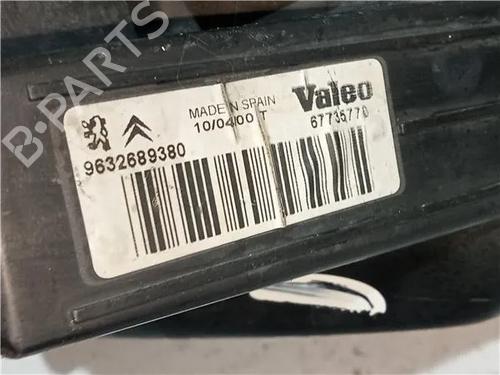 B-PARTS
MADE IN SPAIN
10/04/00 T
Valeo
67735770
9632689380